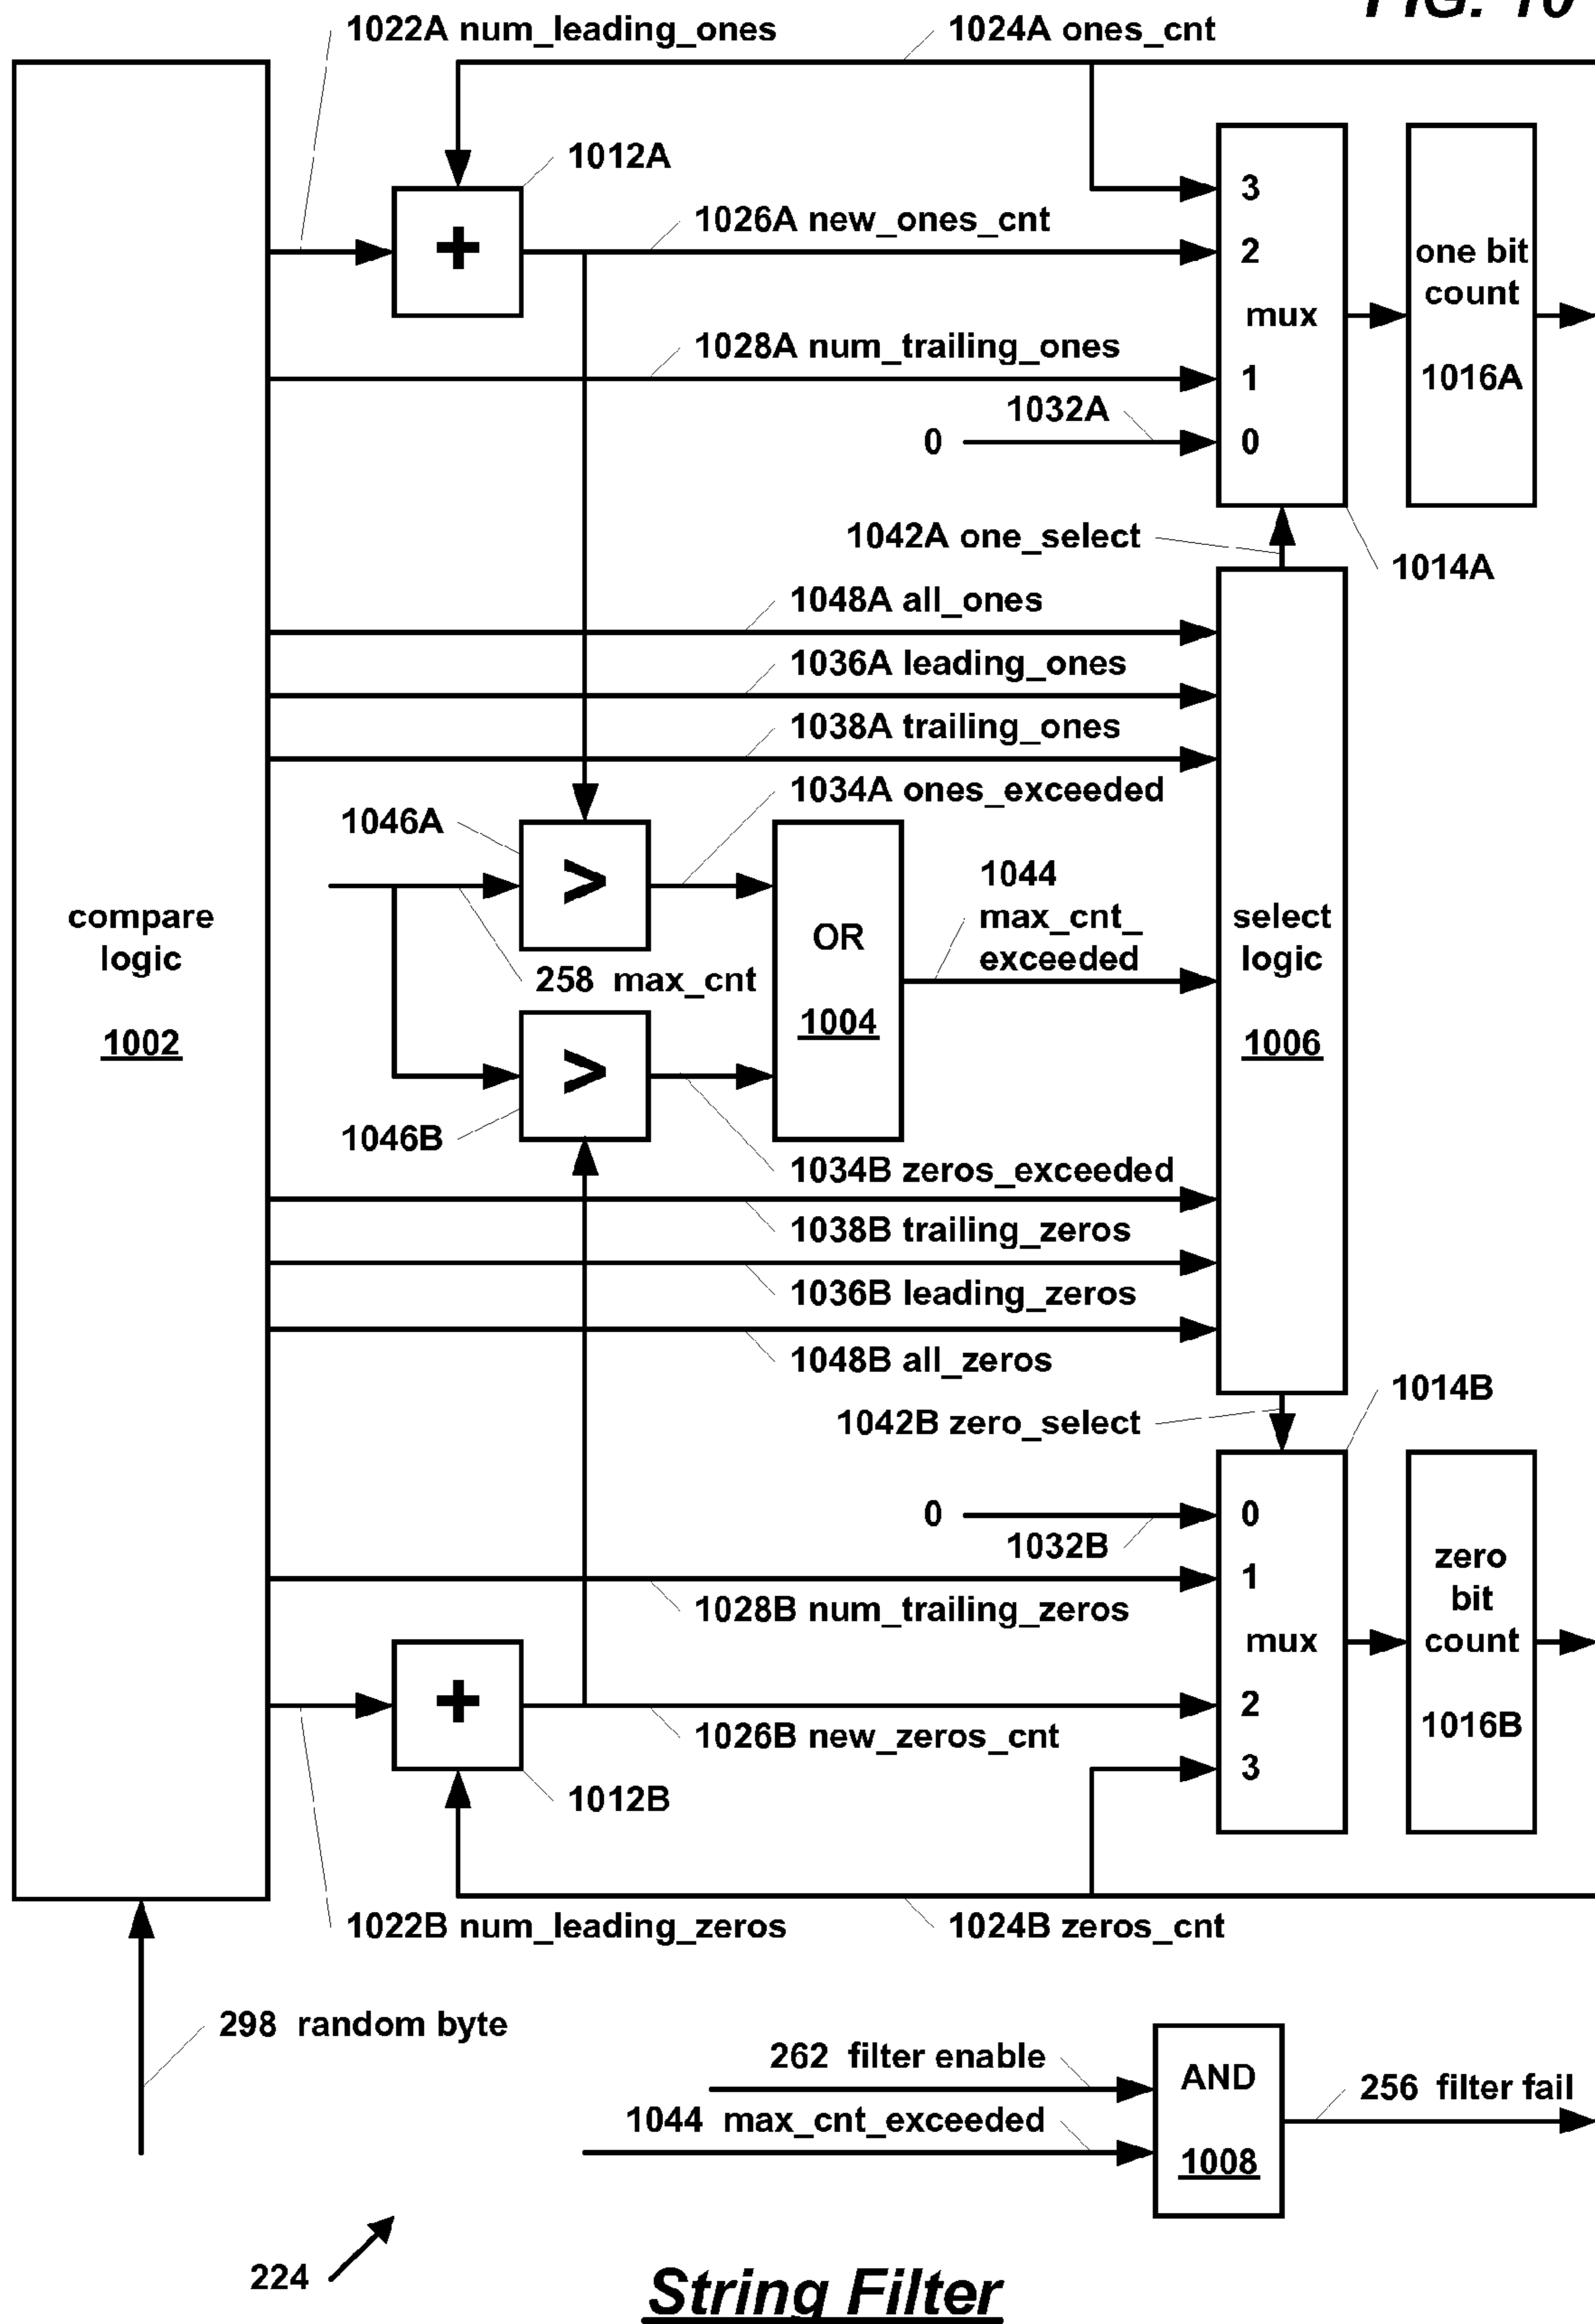 FIG. 10
1022A num_leading_ones
1024A ones_cnt
1012A
+
1026A new_ones_cnt
1028A num_trailing_ones
1032A
0
3
2
mux
1
0
one bit
count
1016A
1042A one_select
1014A
1048A all_ones
1036A leading_ones
1038A trailing_ones
1034A ones_exceeded
1046A
>
258 max_cnt
OR
1004
1044
max_cnt_
exceeded
compare
logic
1002
select
logic
1006
>
1046B
1034B zeros_exceeded
1038B trailing_zeros
1036B leading_zeros
1048B all_zeros
1014B
1042B zero_select
0
1032B
0
1
mux
2
3
zero
bit
count
1016B
1028B num_trailing_zeros
+
1026B new_zeros_cnt
1012B
1022B num_leading_zeros
1024B zeros_cnt
298 random byte
262 filter enable
1044 max_cnt_exceeded
AND
1008
256 filter fail
224
String Filter